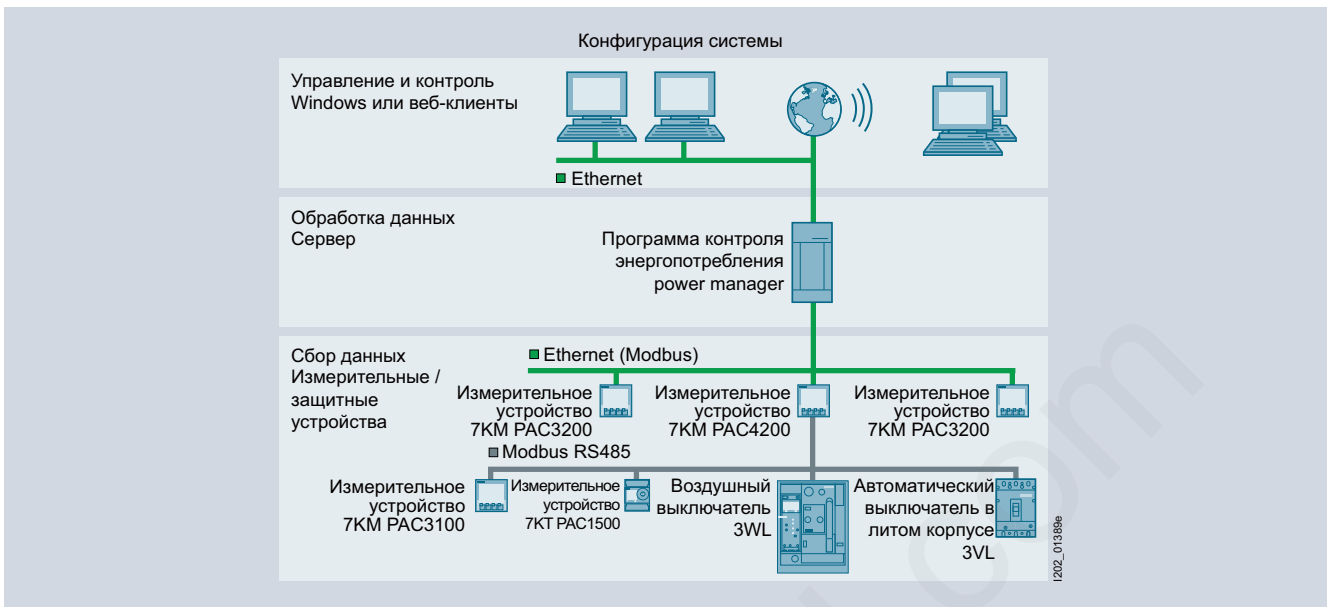 Конфигурация системы
Управление и контроль
Windows или веб-клиенты
Ethernet
Обработка данных
Сервер
Программа контроля
энергопотребления
power manager
Сбор данных
Измерительные /
защитные
устройства
Ethernet (Modbus)
Измерительное
устройство
7KM PAC3200
Измерительное
устройство
7KM PAC4200
Измерительное
устройство
7KM PAC3200
Modbus RS485
Измерительное
устройство
7KM PAC3100
Измерительное
устройство
7KT PAC1500
Воздушный
выключатель
3WL
Автоматический
выключатель в
литом корпусе
3VL
I202_01389e